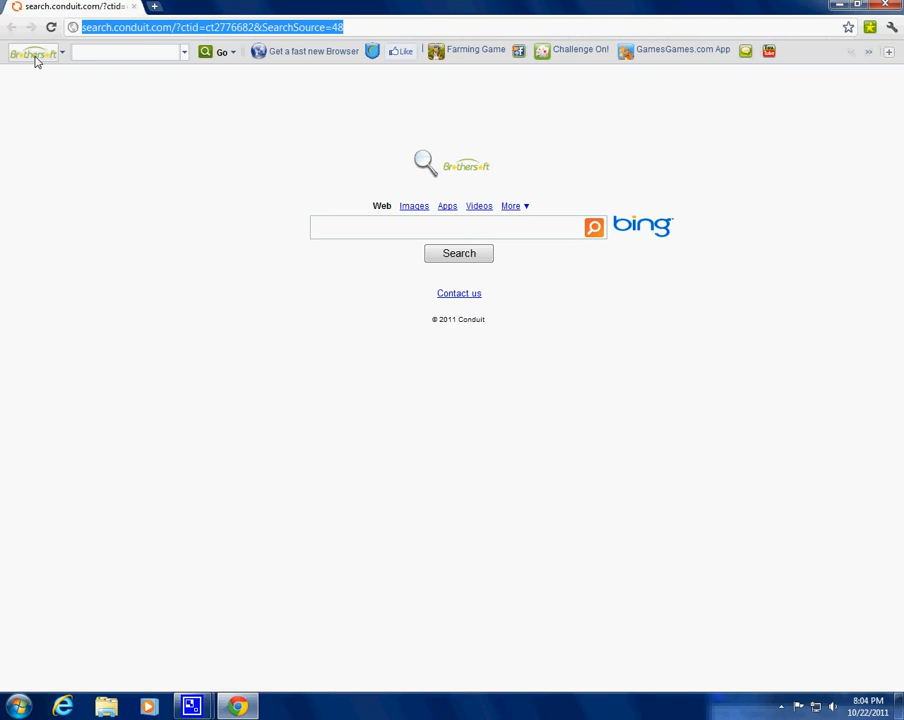 search.conduit.com/?ctid=
search.conduit.com/?ctid=ct2776682&SearchSource=48
Brothersoft Go Get a fast new Browser Like Farming Game Challenge On! GamesGames.com App You Tube
Brothersoft
Web Images Apps Videos More ▼
bing
Search
Contact us
© 2011 Conduit
8:04 PM
10/22/2011